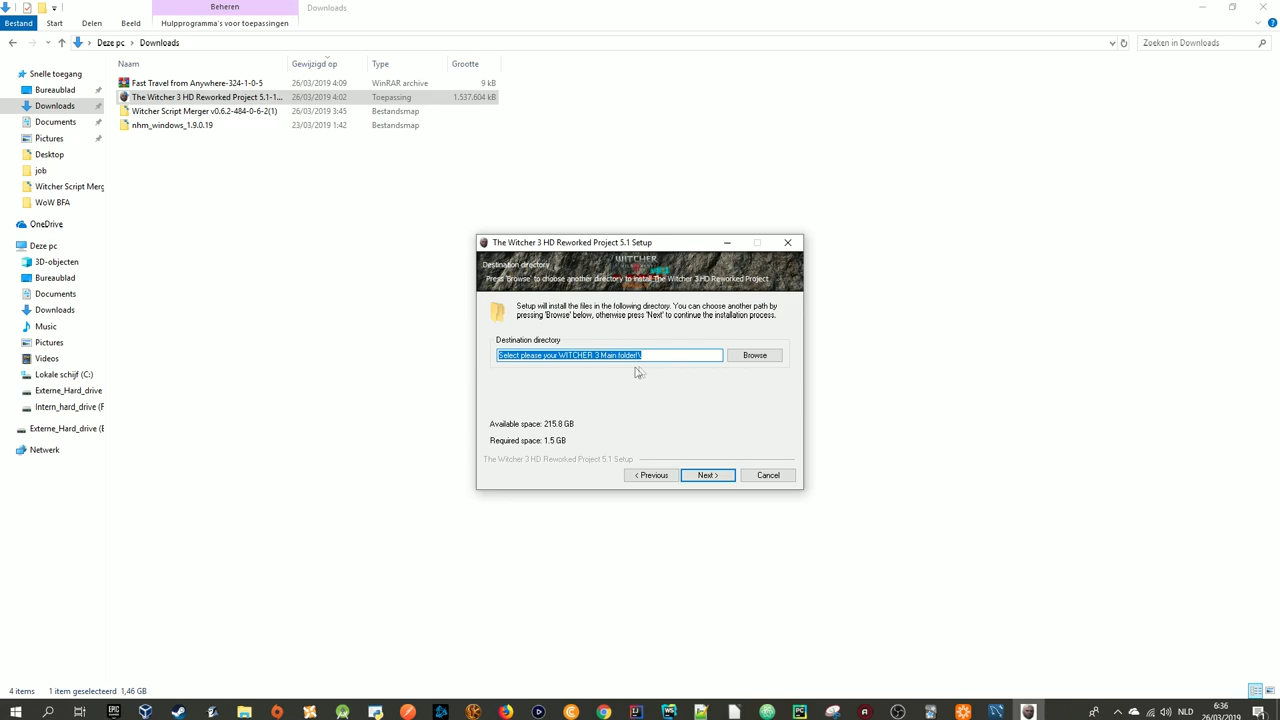 Beheren
Downloads
Bestand
Start
Delen
Beeld
Hulpprogramma's voor toepassingen
Deze pc
Downloads
Zoeken in Downloads
Naam
Gewijzigd op
Type
Grootte
Fast Travel from Anywhere-324-1-0-5
26/03/2019 4:09
WinRAR archive
9 kB
The Witcher 3 HD Reworked Project 5.1-1...
26/03/2019 4:02
Toepassing
1.537.604 kB
Witcher Script Merger v0.6.2-484-0-6-2(1)
26/03/2019 3:45
Bestandsmap
nhm_windows_1.9.0.19
23/03/2019 1:42
Bestandsmap
Snelle toegang
Bureaublad
Downloads
Documents
Pictures
Desktop
job
Witcher Script Merg
WoW BFA
OneDrive
Deze pc
3D-objecten
Bureaublad
Documents
Downloads
Music
Pictures
Videos
Lokale schijf (C:)
Externe_Hard_drive
Intern_hard_drive (F
Externe_Hard_drive (E
Netwerk
The Witcher 3 HD Reworked Project 5.1 Setup
WITCHER
Destination directory
Press 'Browse' to choose another directory to install The Witcher 3 HD Reworked Project
Setup will install the files in the following directory. You can choose another path by
pressing 'Browse' below, otherwise press 'Next' to continue the installation process.
Destination directory
Select please your WITCHER 3 Main folder!\
Browse
Available space: 215.8 GB
Required space: 1.5 GB
The Witcher 3 HD Reworked Project 5.1 Setup
< Previous
Next >
Cancel
4 items
1 item geselecteerd
1,46 GB
EPIC
WS
PC
NLD
6:36
26/03/2019